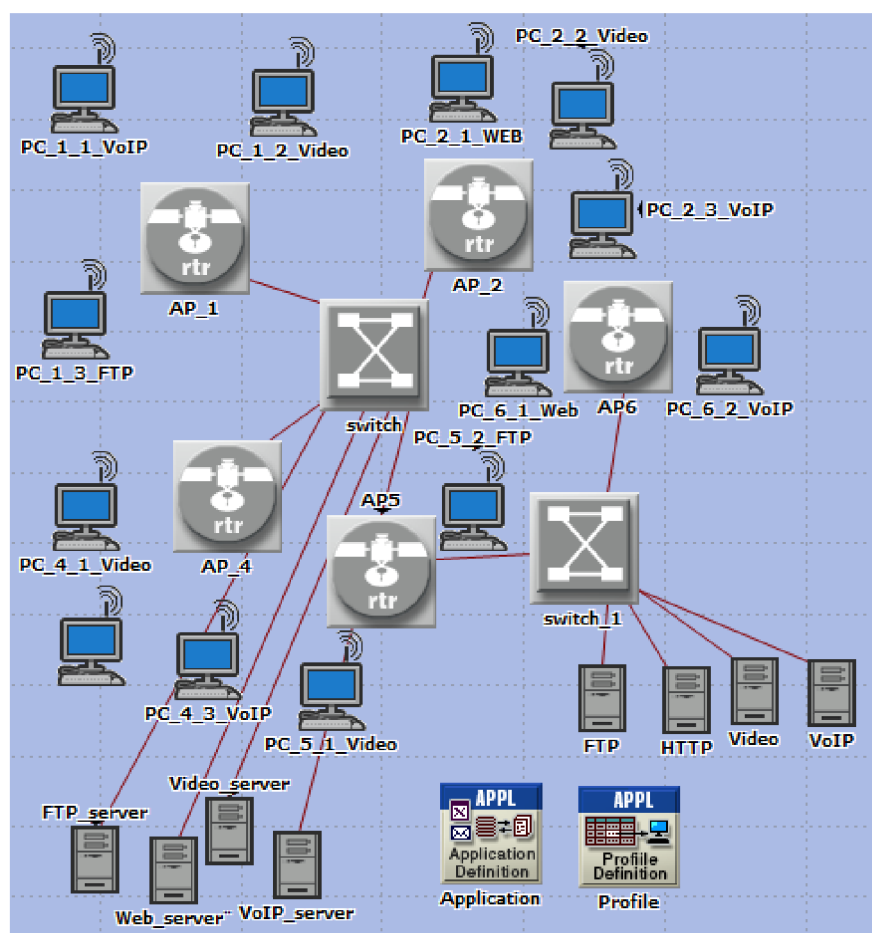 PC_2_2_Video
PC_1_1_VoIP
PC_1_2_Video
PC_2_1_WEB
PC_2_3_VoIP
rtr
AP_1
rtr
AP_2
PC_1_3_FTP
switch
PC_6_1_Web
rtr
AP6
PC_6_2_VoIP
PC_5_2_FTP
PC_4_1_Video
rtr
AP_4
AP5
rtr
switch_1
PC_4_3_VoIP
PC_5_1_Video
FTP
HTTP
Video
VoIP
FTP_server
Video_server
Web_server
VoIP_server
APPL
Application
Definition
Application
APPL
Profiile
Definition
Profile